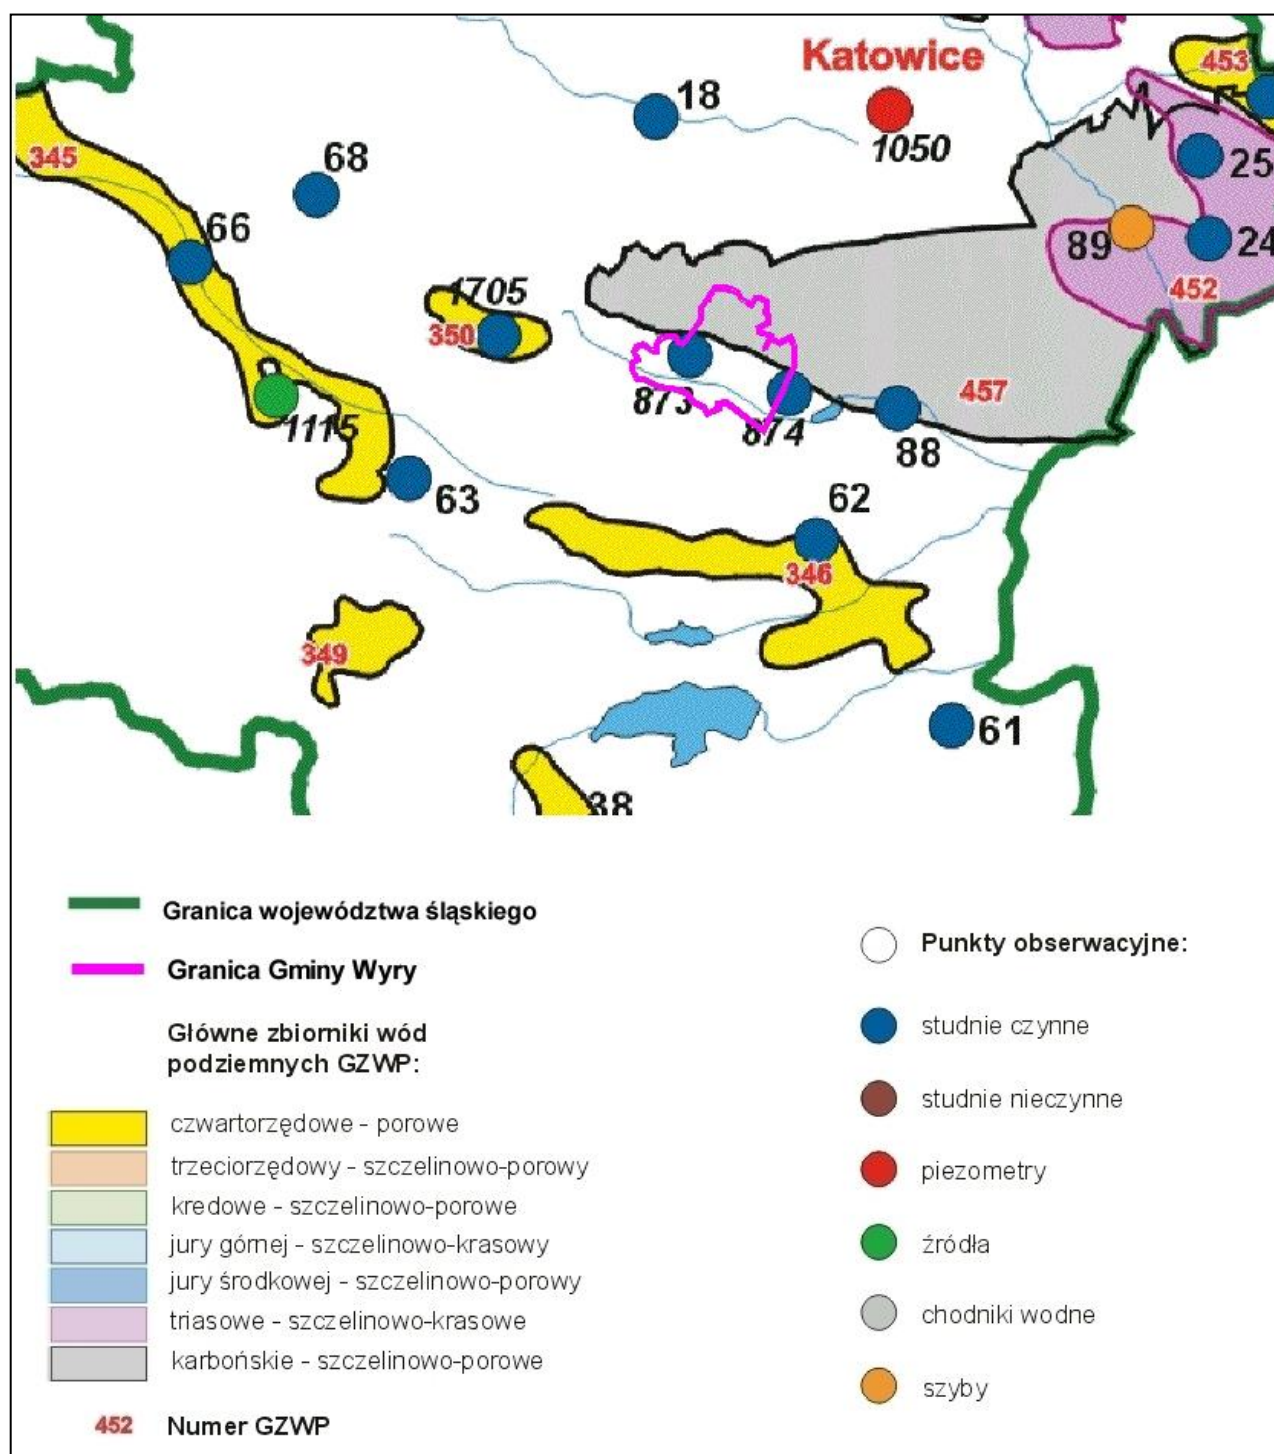 Katowice
453
18
1050
345
68
25
66
89
24
1705
452
350
873
457
1115
874
88
63
62
346
349
61
38
Granica województwa śląskiego
Granica Gminy Wyry
Główne zbiorniki wód
podziemnych GZWP:
czwartorzędowe - porowe
trzeciorzędowy - szczelinowo-porowy
kredowe - szczelinowo-porowe
jury górnej - szczelinowo-krasowy
jury środkowej - szczelinowo-porowy
triasowe - szczelinowo-krasowe
karbońskie - szczelinowo-porowe
452 Numer GZWP
Punkty obserwacyjne:
studnie czynne
studnie nieczynne
piezometry
źródła
chodniki wodne
szyby